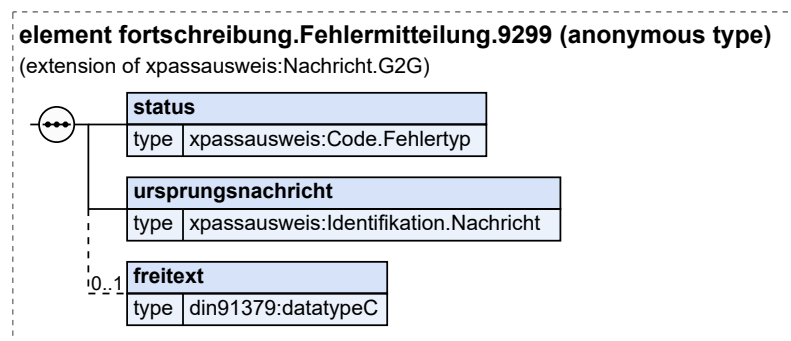 element fortschreibung.Fehlermitteilung.9299 (anonymous type)
(extension of xpassausweis:Nachricht.G2G)
status
type xpassausweis:Code.Fehlertyp
ursprungsnachricht
type xpassausweis:Identifikation.Nachricht
0..1 freitext
type din91379:datatypeC